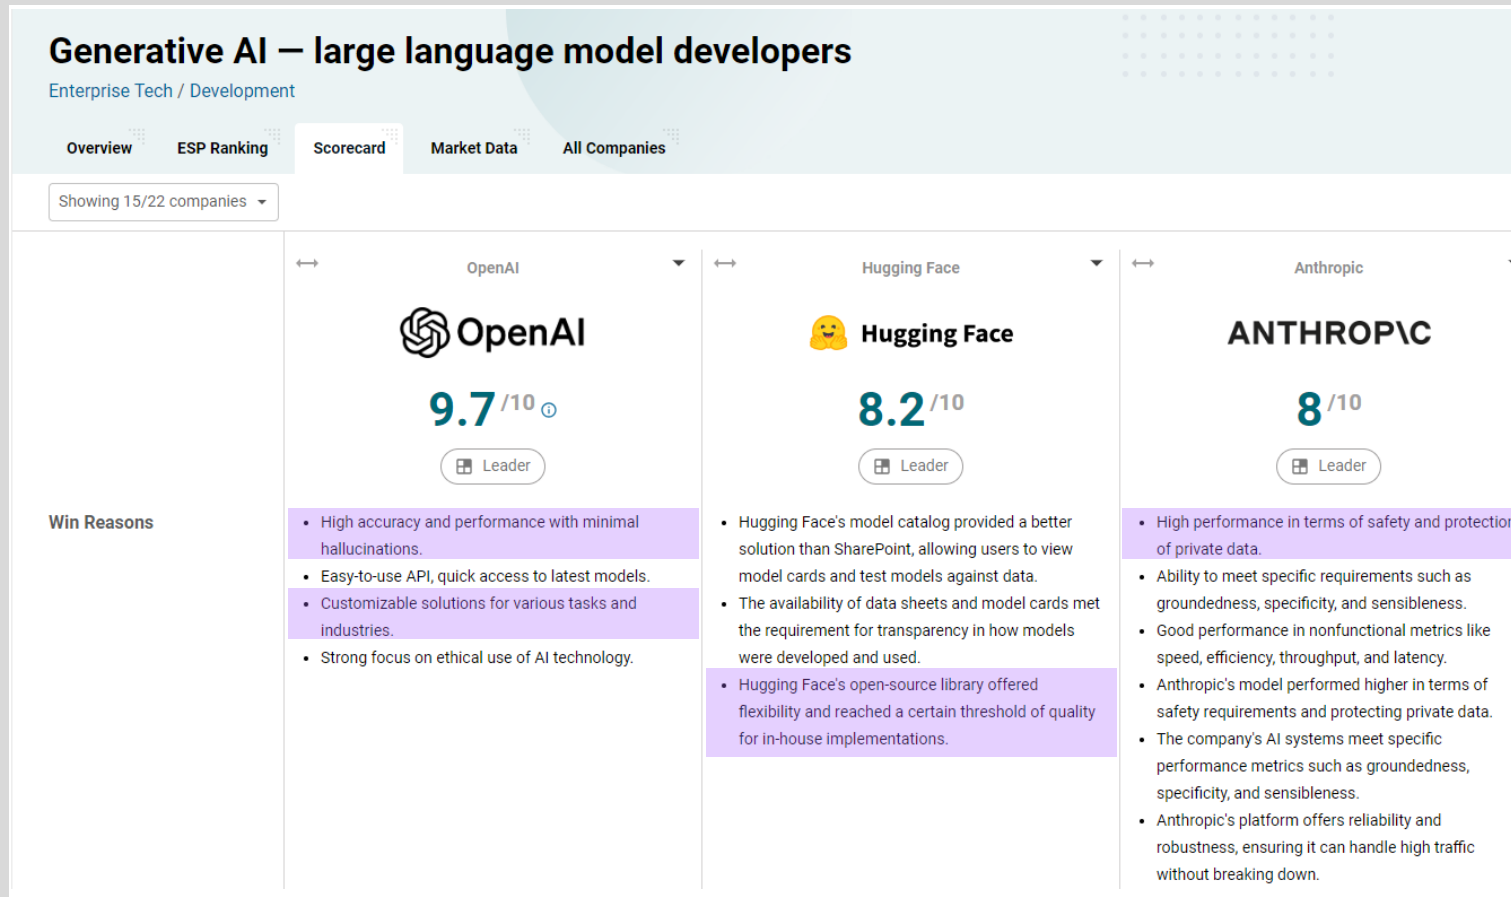 Generative AI — large language model developers
Enterprise Tech / Development
Overview ESP Ranking Scorecard Market Data All Companies
Showing 15/22 companies
OpenAI
OpenAI
9.7/10
Leader
Hugging Face
Hugging Face
8.2/10
Leader
Anthropic
ANTHROP\C
8/10
Leader
Win Reasons
• High accuracy and performance with minimal
hallucinations.
• Easy-to-use API, quick access to latest models.
• Customizable solutions for various tasks and
industries.
• Strong focus on ethical use of AI technology.
• Hugging Face's model catalog provided a better
solution than SharePoint, allowing users to view
model cards and test models against data.
• The availability of data sheets and model cards met
the requirement for transparency in how models
were developed and used.
• Hugging Face's open-source library offered
flexibility and reached a certain threshold of quality
for in-house implementations.
• High performance in terms of safety and protection
of private data.
• Ability to meet specific requirements such as
groundedness, specificity, and sensibleness.
• Good performance in nonfunctional metrics like
speed, efficiency, throughput, and latency.
• Anthropic's model performed higher in terms of
safety requirements and protecting private data.
• The company's AI systems meet specific
performance metrics such as groundedness,
specificity, and sensibleness.
• Anthropic's platform offers reliability and
robustness, ensuring it can handle high traffic
without breaking down.